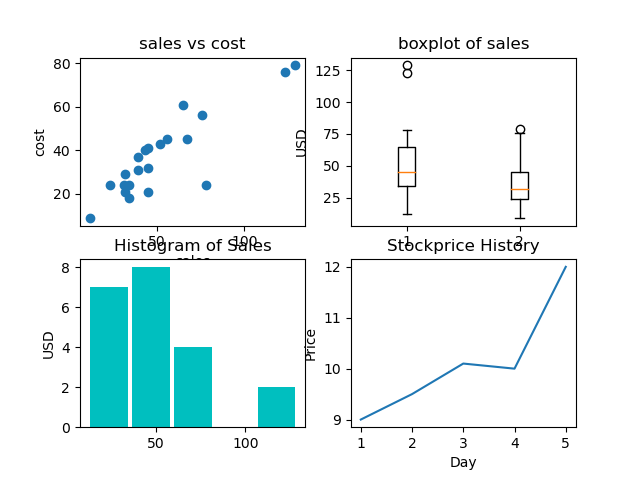 sales vs cost
80
60
40
20
cost
50
100
sales
boxplot of sales
125
100
75
50
25
USD
1
2
Histogram of Sales
8
6
4
2
0
USD
50
100
Stockprice History
12
11
10
9
Price
1
2
3
4
5
Day